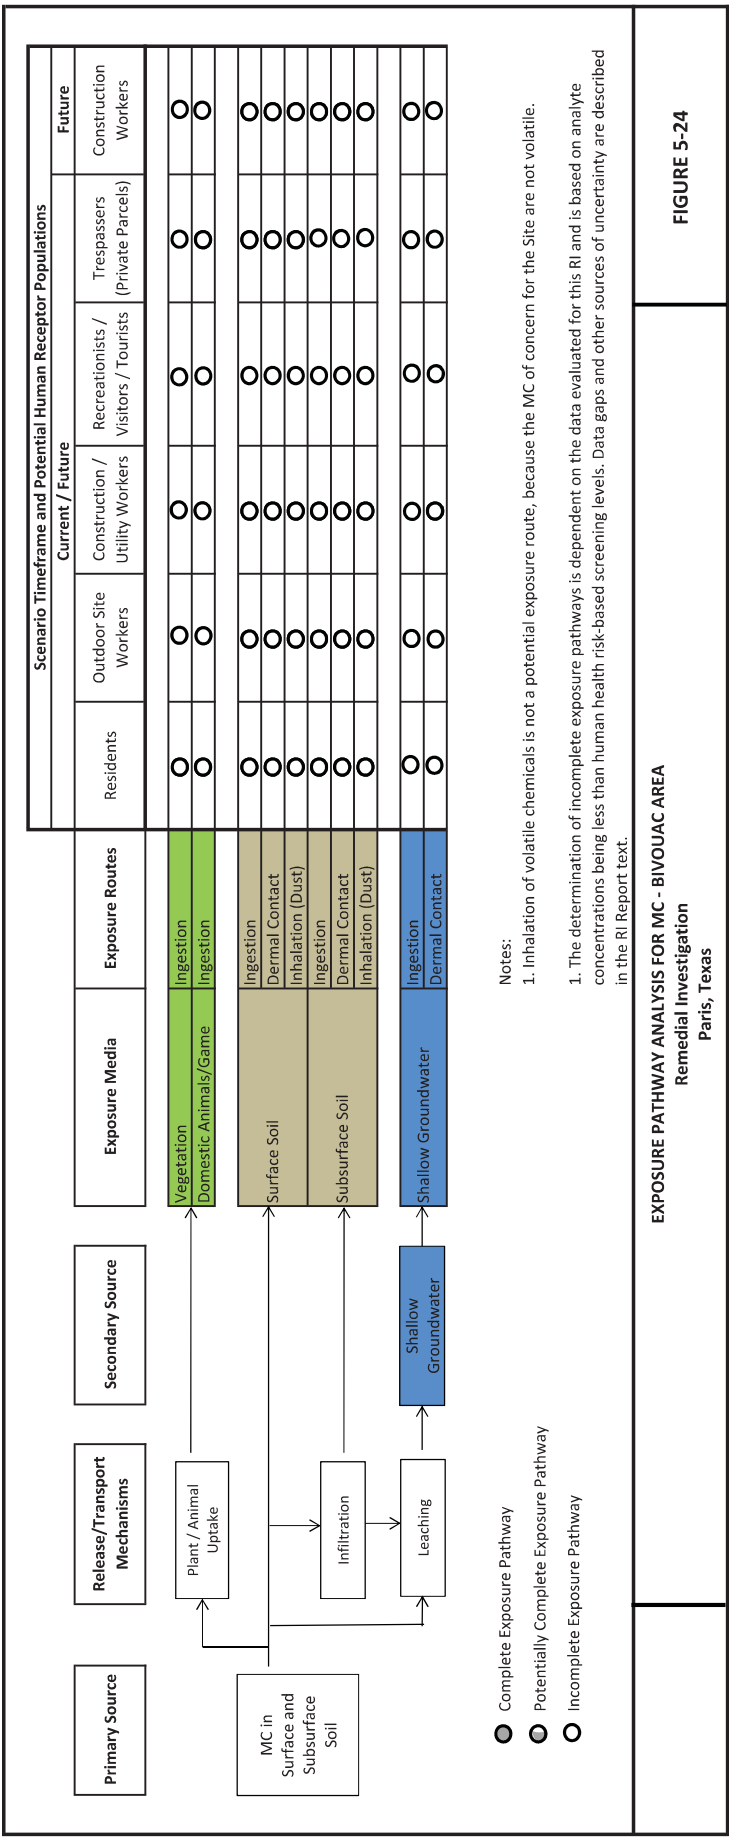 Scenario Timeframe and Potential Human Receptor Populations
Current / Future
Future
Primary Source
Release/Transport
Mechanisms
Secondary Source
Exposure Media
Exposure Routes
Residents
Outdoor Site
Workers
Construction /
Utility Workers
Recreationists /
Visitors / Tourists
Trespassers
(Private Parcels)
Construction
Workers
Plant / Animal
Uptake
Vegetation
Ingestion
Domestic Animals/Game
Ingestion
MC in
Surface and
Subsurface
Soil
Surface Soil
Ingestion
Dermal Contact
Inhalation (Dust)
Infiltration
Subsurface Soil
Ingestion
Dermal Contact
Inhalation (Dust)
Leaching
Shallow
Groundwater
Shallow Groundwater
Ingestion
Dermal Contact
Complete Exposure Pathway
Potentially Complete Exposure Pathway
Incomplete Exposure Pathway
Notes:
1. Inhalation of volatile chemicals is not a potential exposure route, because the MC of concern for the Site are not volatile.
1. The determination of incomplete exposure pathways is dependent on the data evaluated for this RI and is based on analyte
concentrations being less than human health risk-based screening levels. Data gaps and other sources of uncertainty are described
in the RI Report text.
EXPOSURE PATHWAY ANALYSIS FOR MC - BIVOUAC AREA
Remedial Investigation
Paris, Texas
FIGURE 5-24